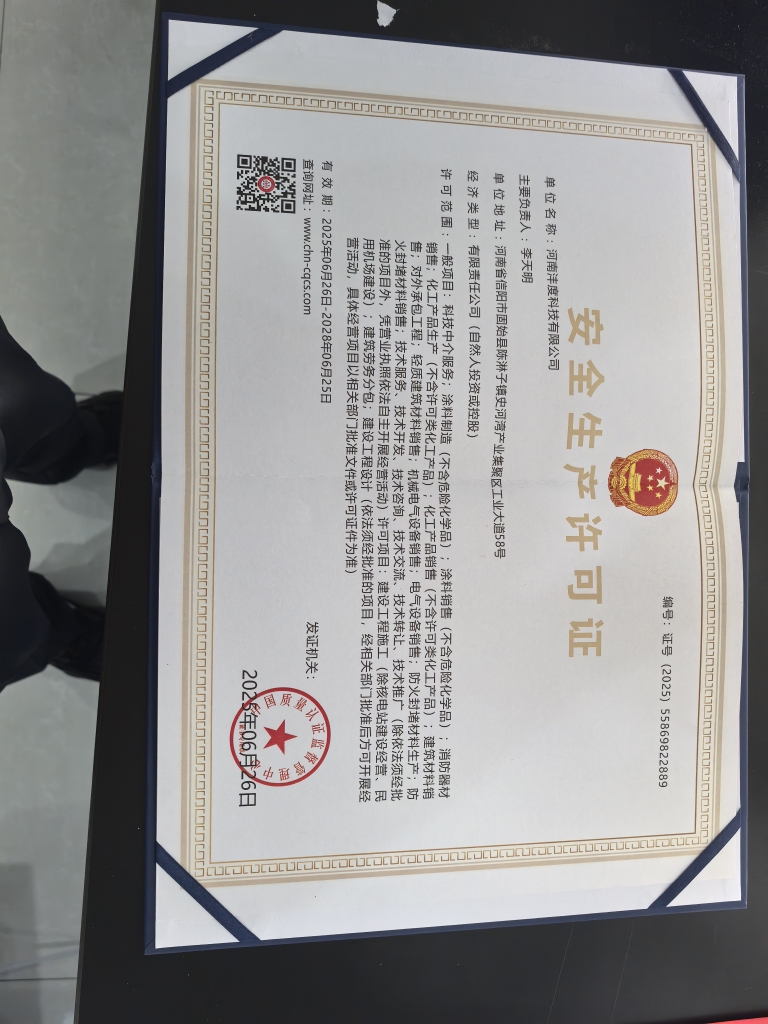 编号：证号（2025）55869822889
安全生产许可证
单位名称：河南沣度科技有限公司
主要负责人：李天明
单位地址：河南省信阳市固始县陈淋子镇史河湾产业集聚区工业大道58号
经济类型：有限责任公司（自然人投资或控股）
许可范围：一般项目：科技中介服务；涂料制造（不含危险化学品）；涂料销售（不含危险化学品）；消防器材
销售；化工产品生产（不含许可类化工产品）；化工产品销售（不含许可类化工产品）；建筑材料销
售；对外承包工程；轻质建筑材料销售；机械电气设备销售；电气设备销售；防火封堵材料生产；防
火封堵材料销售；技术服务、技术开发、技术咨询、技术交流、技术转让、技术推广（除依法须经批
准的项目外，凭营业执照依法自主开展经营活动）许可项目：建设工程施工（除核电站建设经营、民
用机场建设）；建筑劳务分包；建设工程设计（依法须经批准的项目，经相关部门批准后方可开展经
营活动，具体经营项目以相关部门批准文件或许可证件为准）
有效期：2025年06月26日-2028年06月25日
查询网址：www.chn-cqcs.com
发证机关：
中国质量认证监督管理中心
2025年06月26日